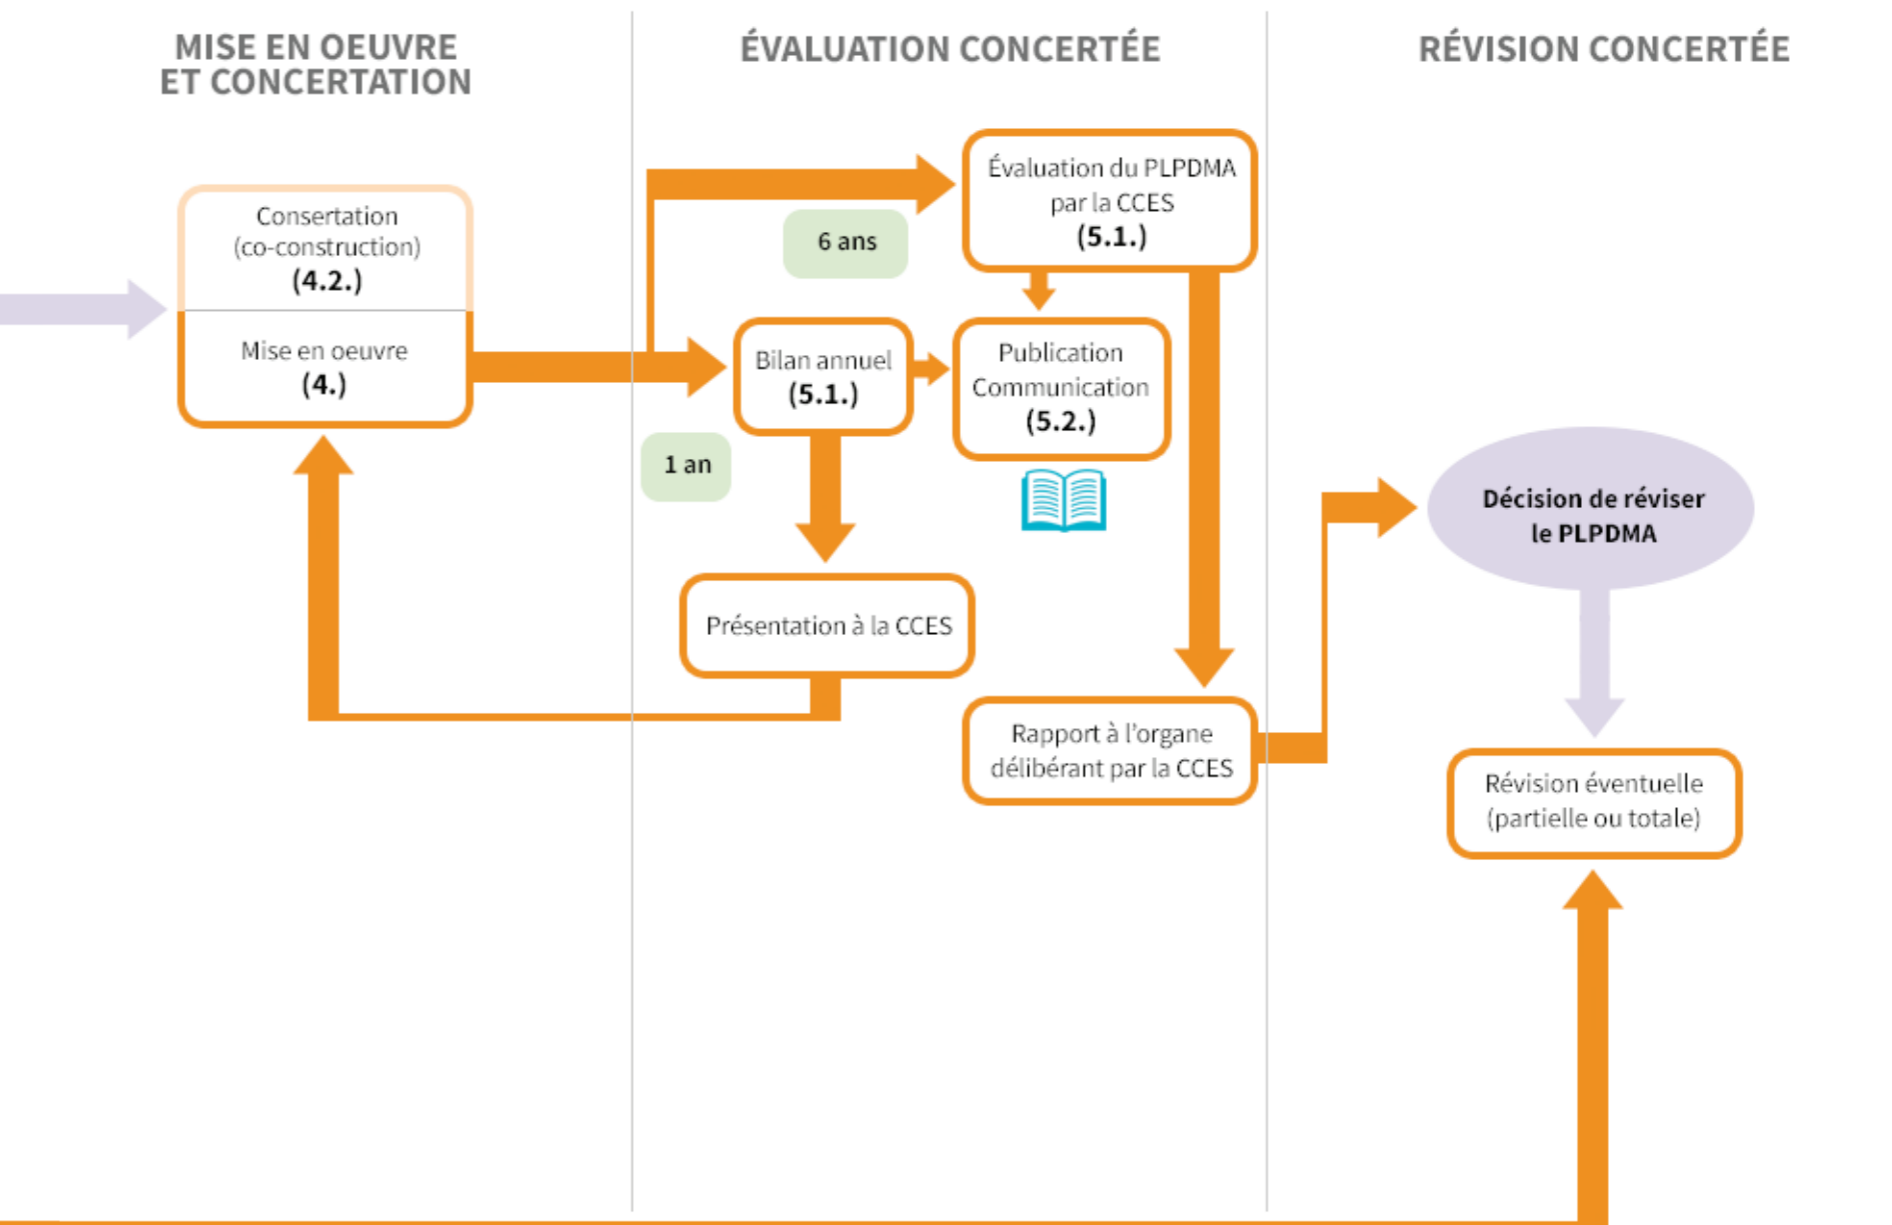 MISE EN OEUVRE
ET CONCERTATION
ÉVALUATION CONCERTÉE
RÉVISION CONCERTÉE
Consertation
(co-construction)
(4.2.)
Mise en oeuvre
(4.)
Évaluation du PLPDMA
par la CCES
(5.1.)
6 ans
Bilan annuel
(5.1.)
Publication
Communication
(5.2.)
1 an
Présentation à la CCES
Rapport à l'organe
délibérant par la CCES
Décision de réviser
le PLPDMA
Révision éventuelle
(partielle ou totale)